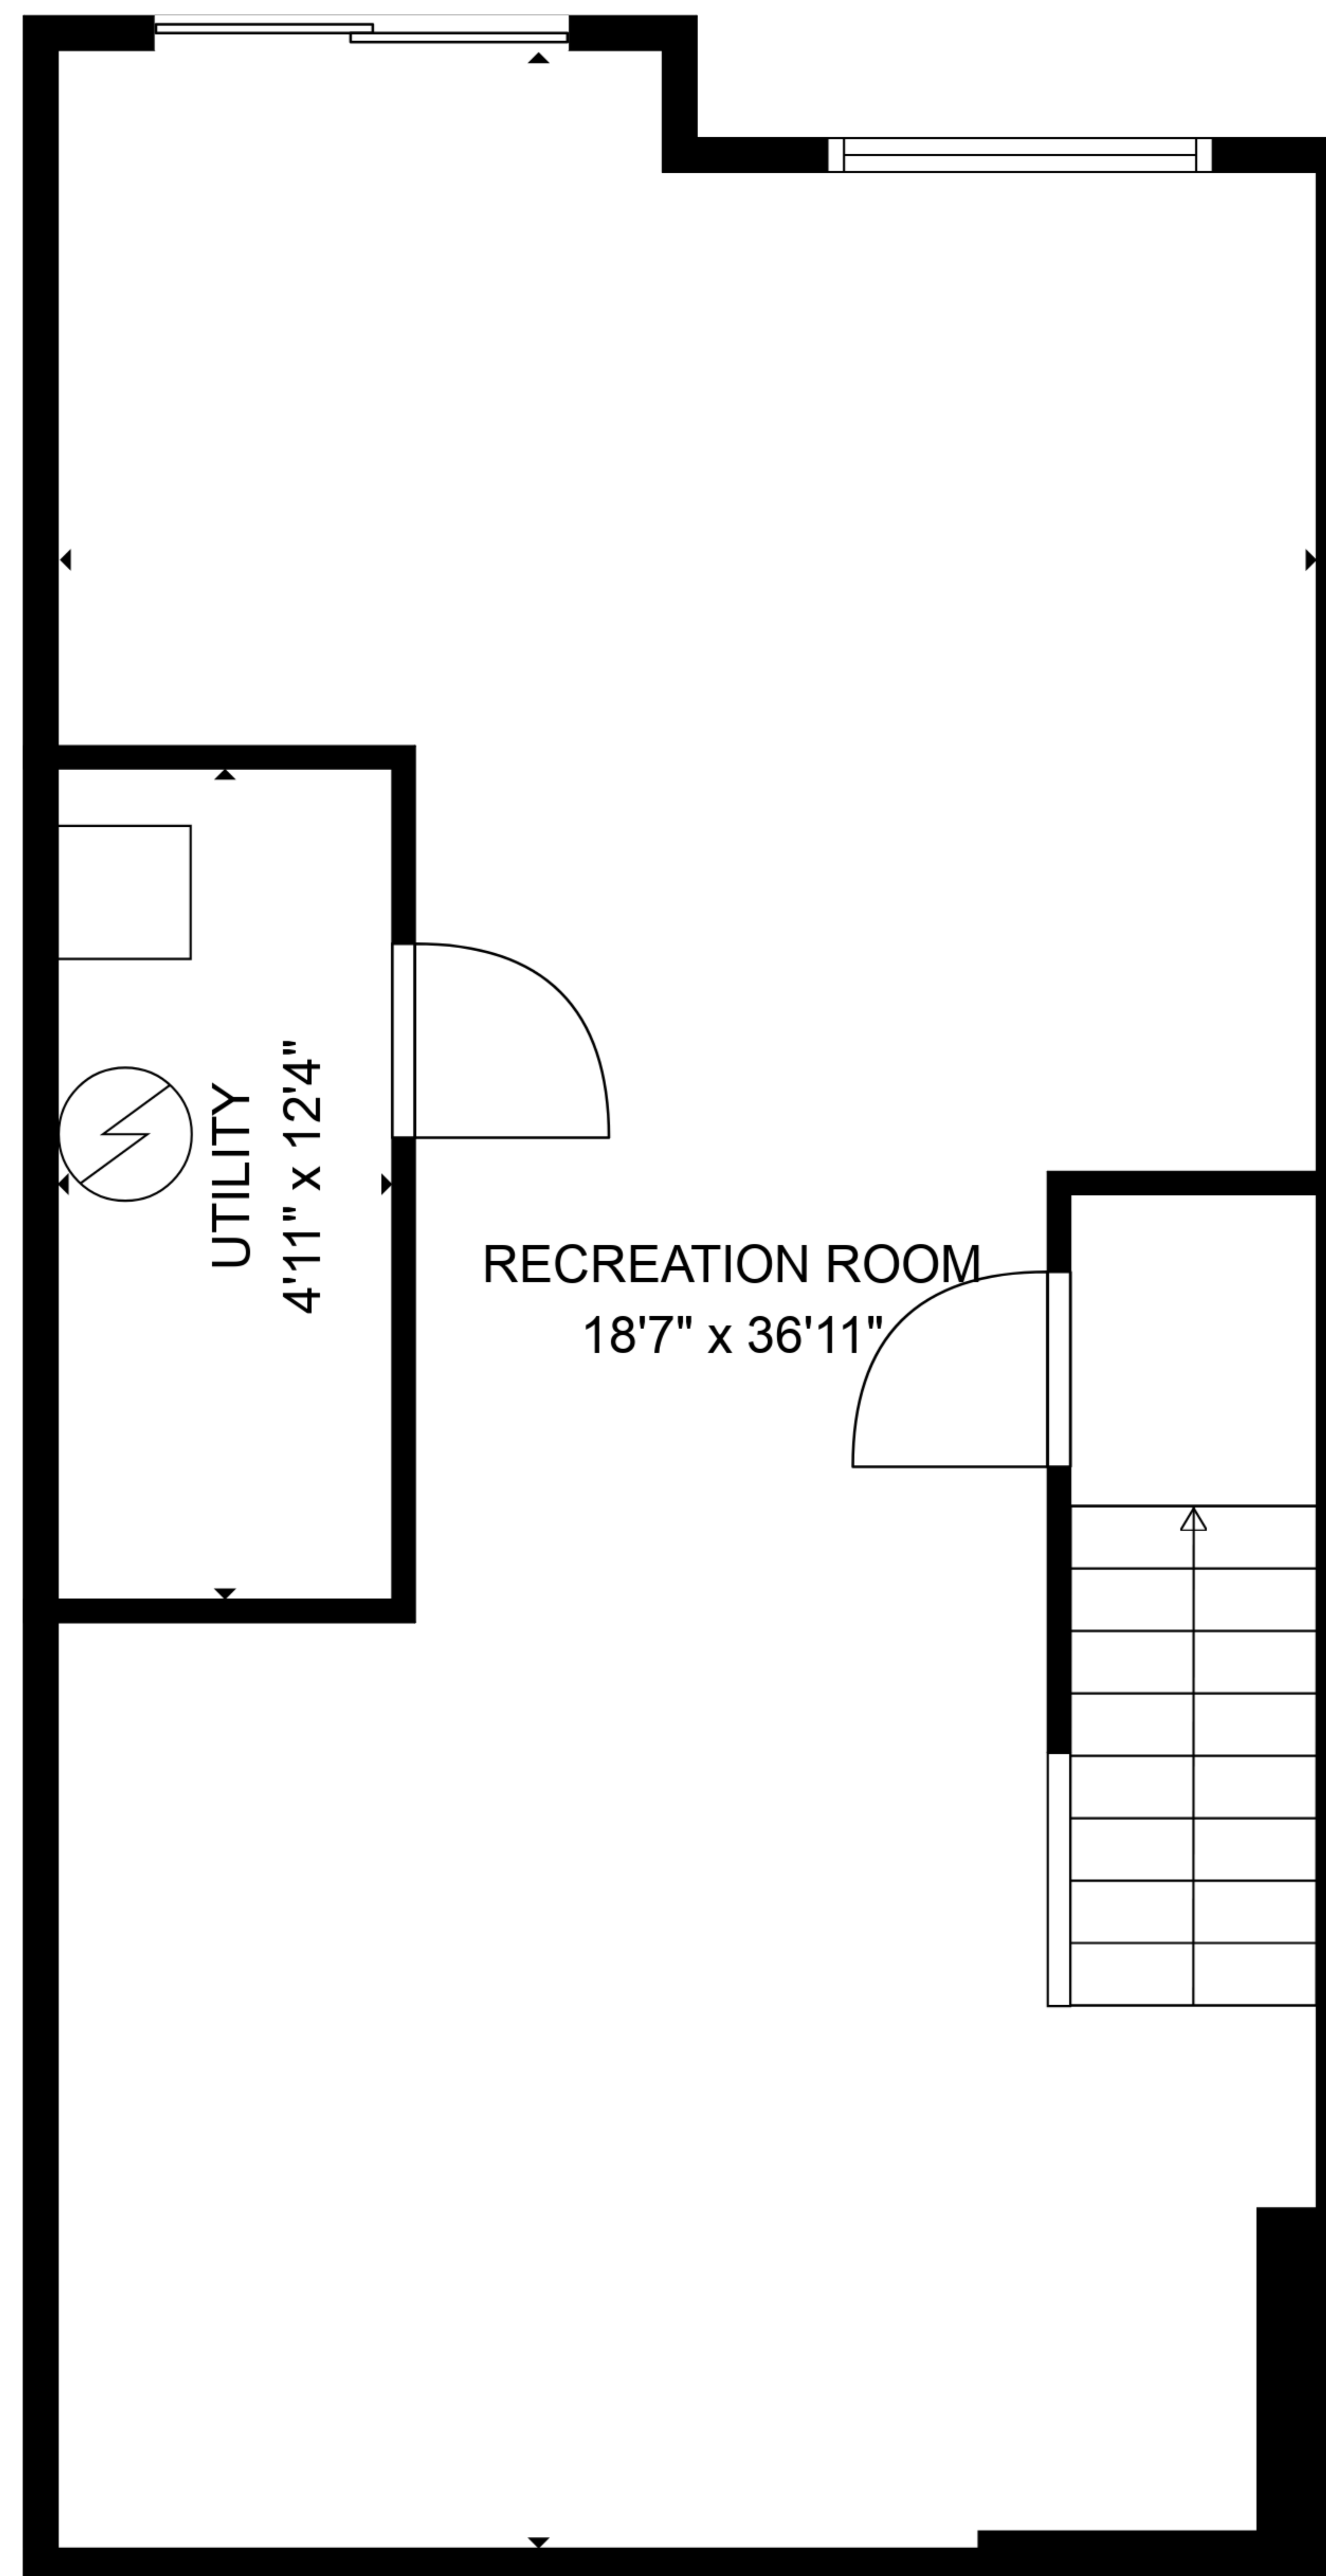 UTILITY
4'11" x 12'4"
RECREATION ROOM
18'7" x 36'11"